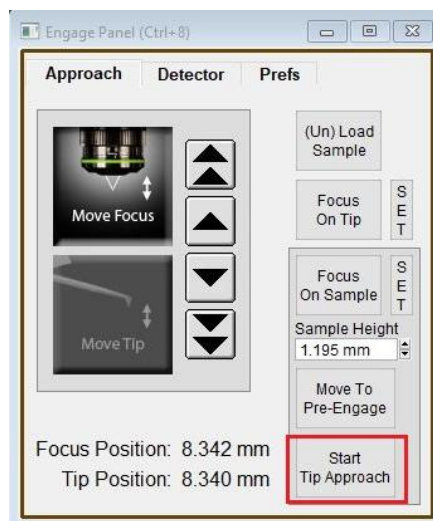 Engage Panel (Ctrl+8)
Approach
Detector
Prefs
Move Focus
Move Tip
(Un) Load
Sample
Focus
On Tip
S
E
T
Focus
On Sample
S
E
T
Sample Height
1.195 mm
Move To
Pre-Engage
Start
Tip Approach
Focus Position: 8.342 mm
Tip Position: 8.340 mm